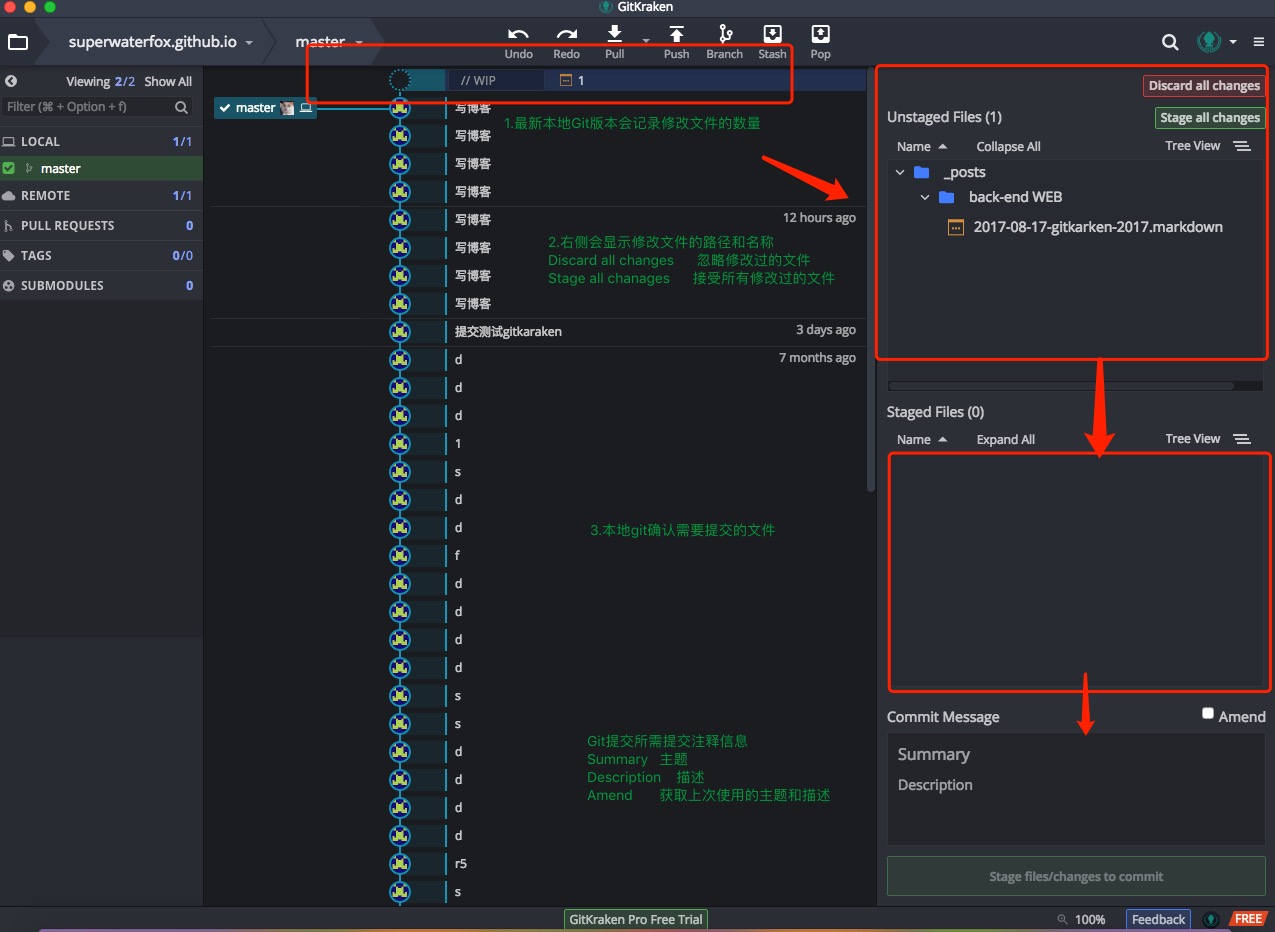 GitKraken
superwaterfox.github.io
master
Undo
Redo
Pull
Push
Branch
Stash
Pop
Viewing 2/2 Show All
Filter (⌘ + Option + f)
LOCAL 1/1
master
REMOTE 1/1
PULL REQUESTS 0
TAGS 0/0
SUBMODULES 0
// WIP 1
master
写博客
1.最新本地Git版本会记录修改文件的数量
写博客
写博客
写博客
写博客 12 hours ago
2.右侧会显示修改文件的路径和名称
写博客
Discard all changes 忽略修改过的文件
写博客
Stage all chanages 接受所有修改过的文件
写博客
提交测试gitkaraken 3 days ago
d 7 months ago
d
d
1
s
d
d
3.本地git确认需要提交的文件
f
d
d
d
d
s
s
Git提交所需提交注释信息
d
Summary 主题
d
Description 描述
Amend 获取上次使用的主题和描述
d
d
r5
s
Discard all changes
Unstaged Files (1)
Stage all changes
Name Collapse All Tree View
_posts
back-end WEB
2017-08-17-gitkarken-2017.markdown
Staged Files (0)
Name Expand All Tree View
Commit Message Amend
Summary
Description
Stage files/changes to commit
GitKraken Pro Free Trial
100%
Feedback
FREE